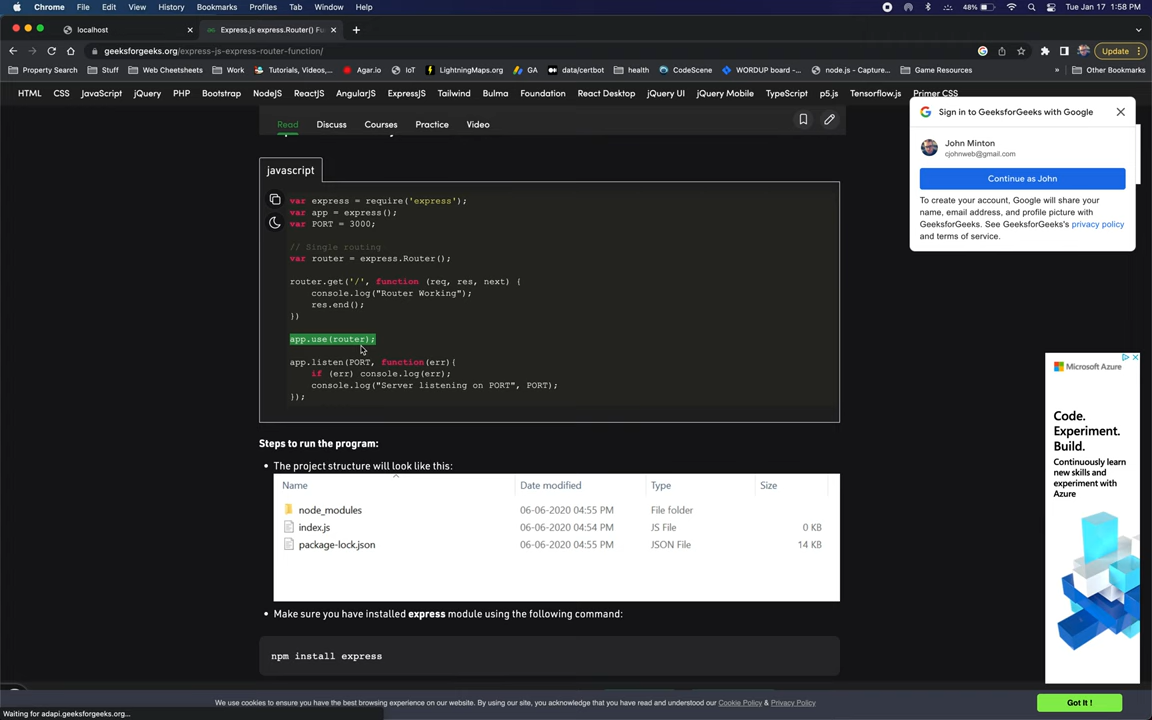 Chrome File Edit View History Bookmarks Profiles Tab Window Help 48% Tue Jan 17 1:58 PM
localhost Express.js express.Router() Fu
geeksforgeeks.org/express-js-express-router-function/ Update
Property Search Stuff Web Cheetsheets Work Tutorials, Videos,... Agar.io IoT LightningMaps.org GA data/certbot health CodeScene WORDUP board -... node.js - Capture... Game Resources » Other Bookmarks
HTML CSS JavaScript jQuery PHP Bootstrap NodeJS ReactJS AngularJS ExpressJS Tailwind Bulma Foundation React Desktop jQuery UI jQuery Mobile TypeScript p5.js Tensorflow.js Primer CSS
Read Discuss Courses Practice Video
Sign in to GeeksforGeeks with Google
John Minton
cjohnweb@gmail.com
Continue as John
To create your account, Google will share
your name, email address, and profile picture with
GeeksforGeeks. See GeeksforGeeks's privacy policy
and terms of service.
javascript
var express = require('express');
var app = express();
var PORT = 3000;
// Single routing
var router = express.Router();
router.get('/', function (req, res, next) {
console.log("Router Working");
res.end();
})
app.use(router);
app.listen(PORT, function(err){
if (err) console.log(err);
console.log("Server listening on PORT", PORT);
});
Steps to run the program:
The project structure will look like this:
Name Date modified Type Size
node_modules 06-06-2020 04:55 PM File folder
index.js 06-06-2020 04:54 PM JS File 0 KB
package-lock.json 06-06-2020 04:55 PM JSON File 14 KB
Make sure you have installed express module using the following command:
npm install express
Microsoft Azure
Code.
Experiment.
Build.
Continuously learn
new skills and
experiment with
Azure
We use cookies to ensure you have the best browsing experience on our website. By using our site, you acknowledge that you have read and understood our Cookie Policy & Privacy Policy
Got It !
Waiting for adapi.geeksforgeeks.org...